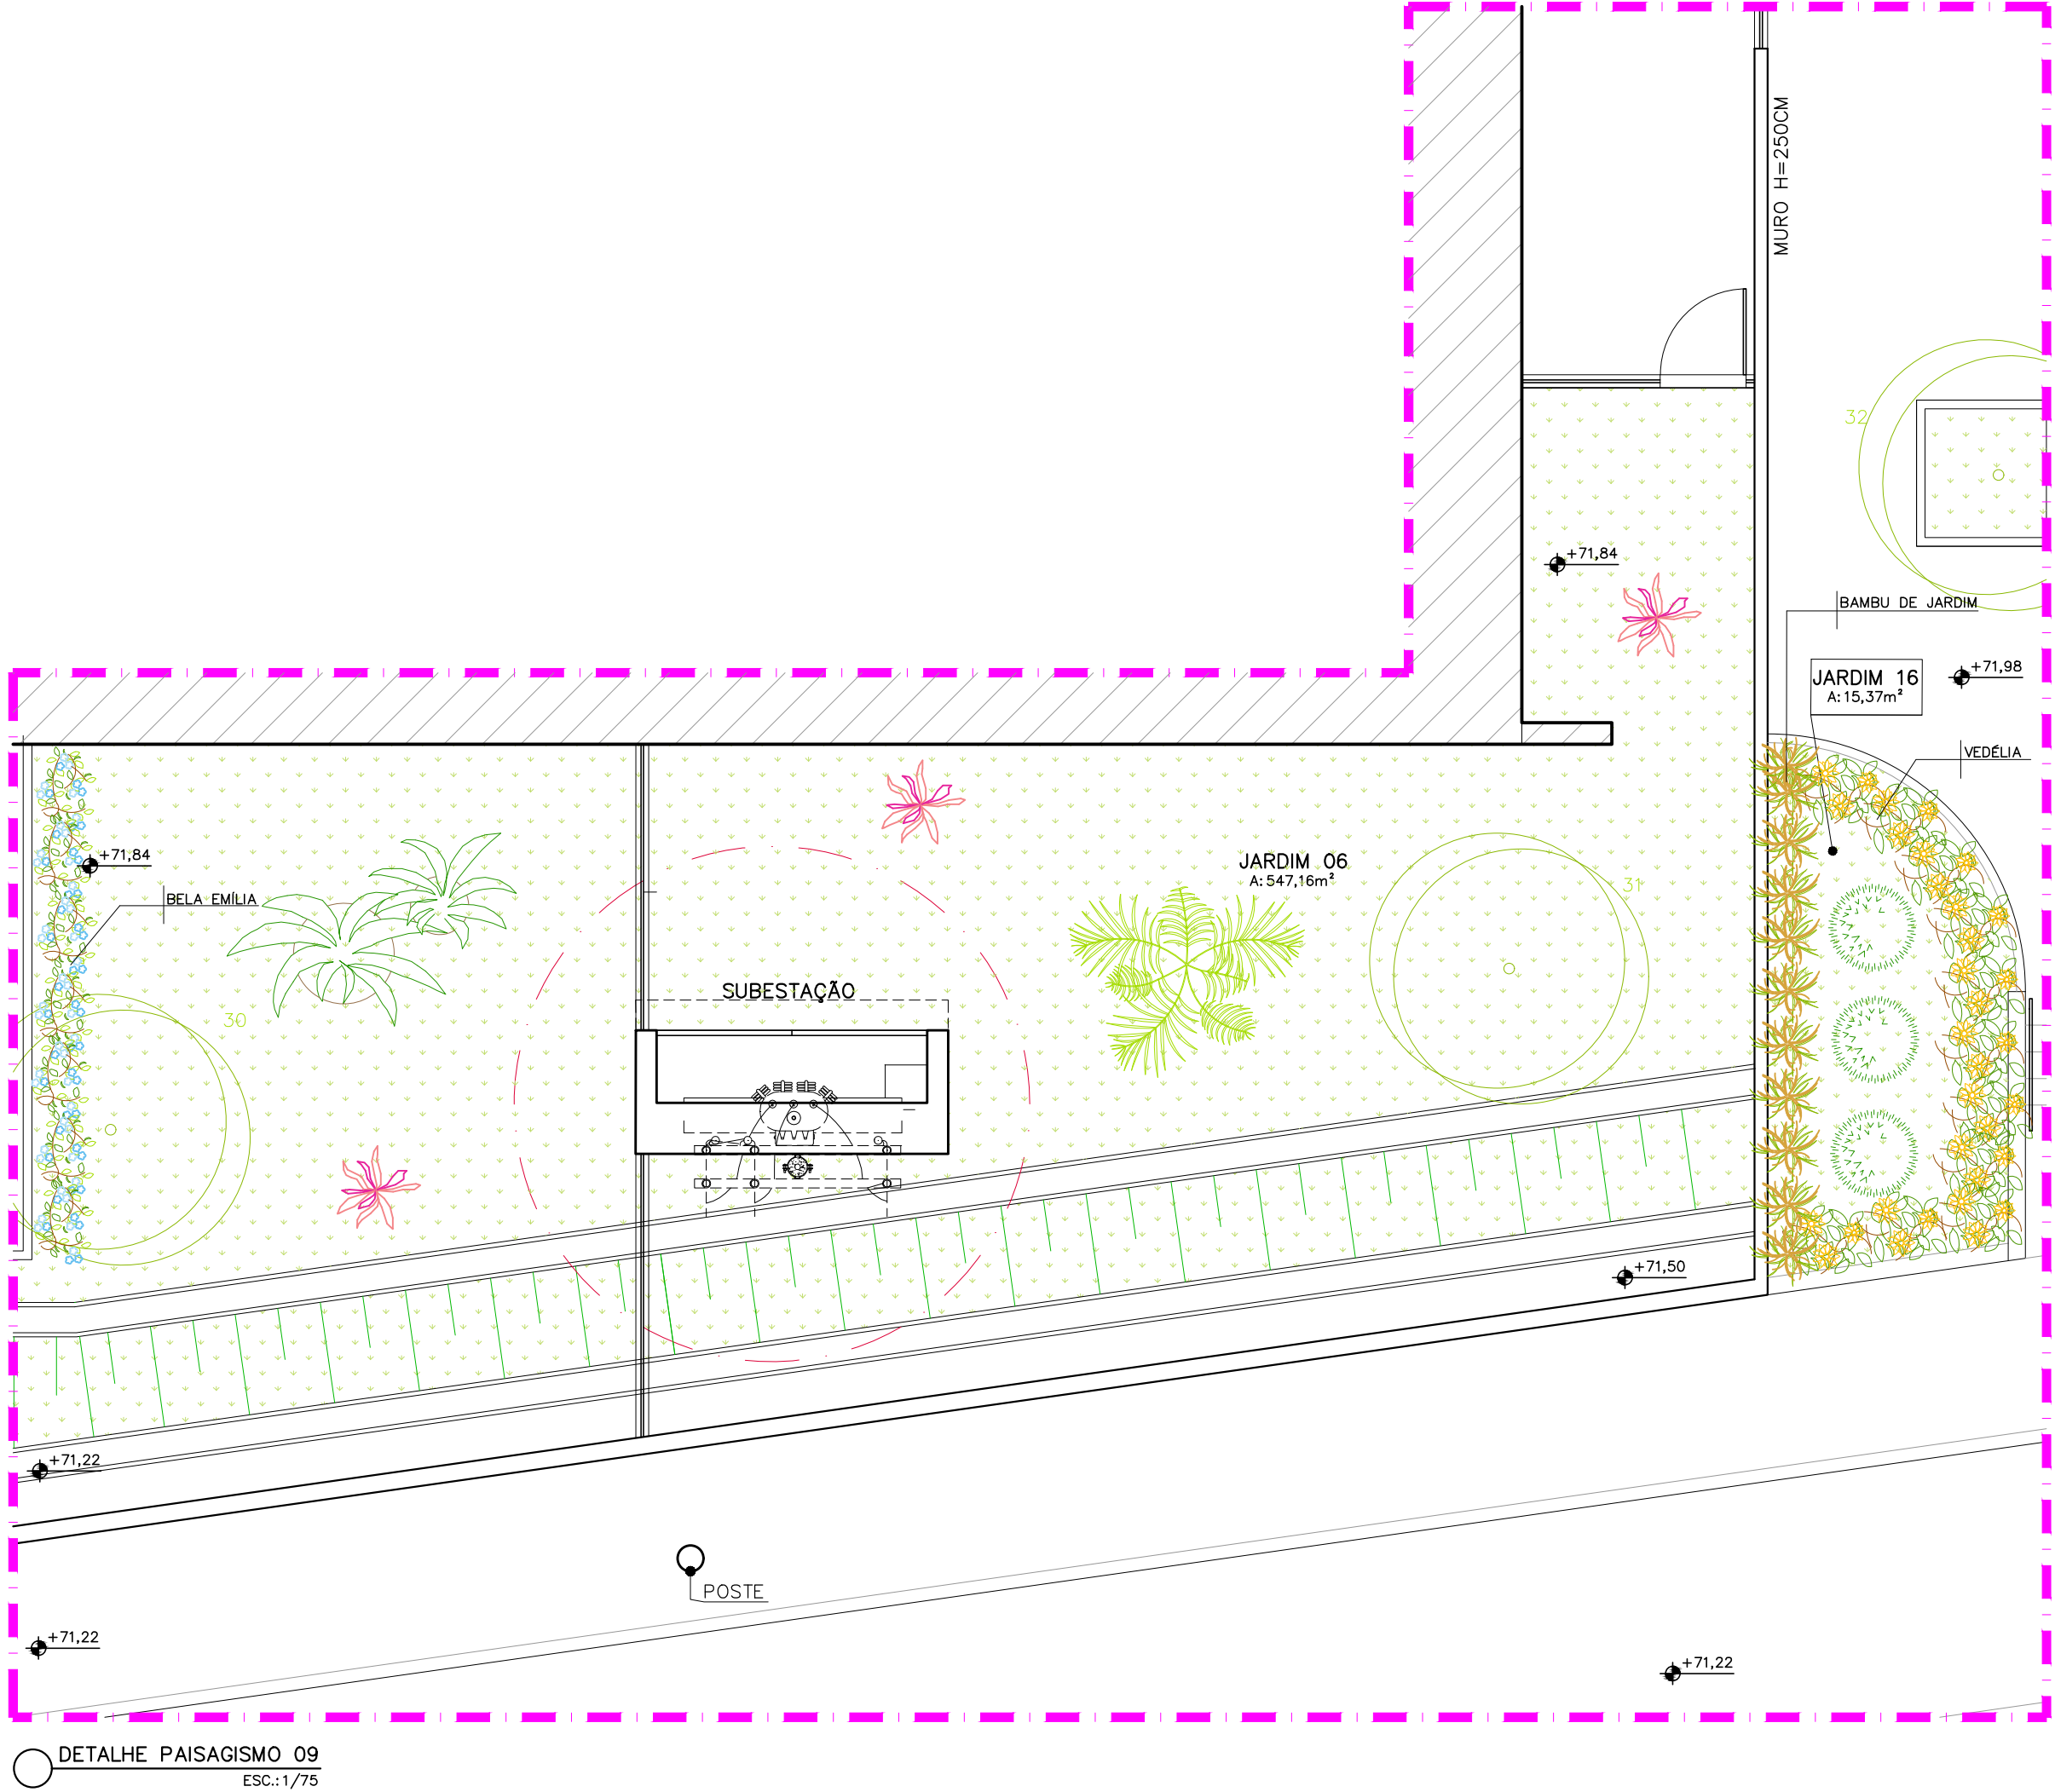 MURO H=250CM
32
+71,84
BAMBU DE JARDIM
JARDIM 16
A: 15,37m²
+71,98
VEDÉLIA
+71,84
BELA EMÍLIA
JARDIM 06
A: 547,16m²
31
SUBESTAÇÃO
30
+71,50
+71,22
POSTE
+71,22
+71,22
DETALHE PAISAGISMO 09
ESC.: 1/75